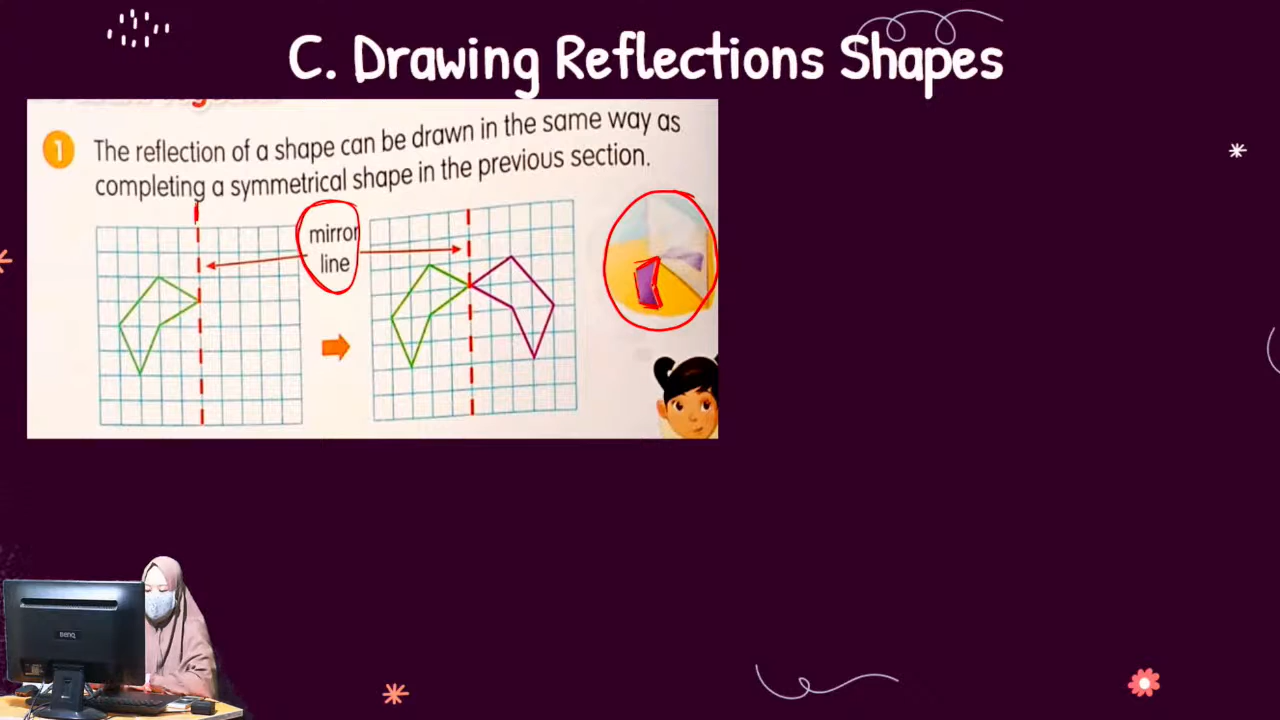 C. Drawing Reflections Shapes
1
The reflection of a shape can be drawn in the same way as
completing a symmetrical shape in the previous section.
mirror
line
BenQ